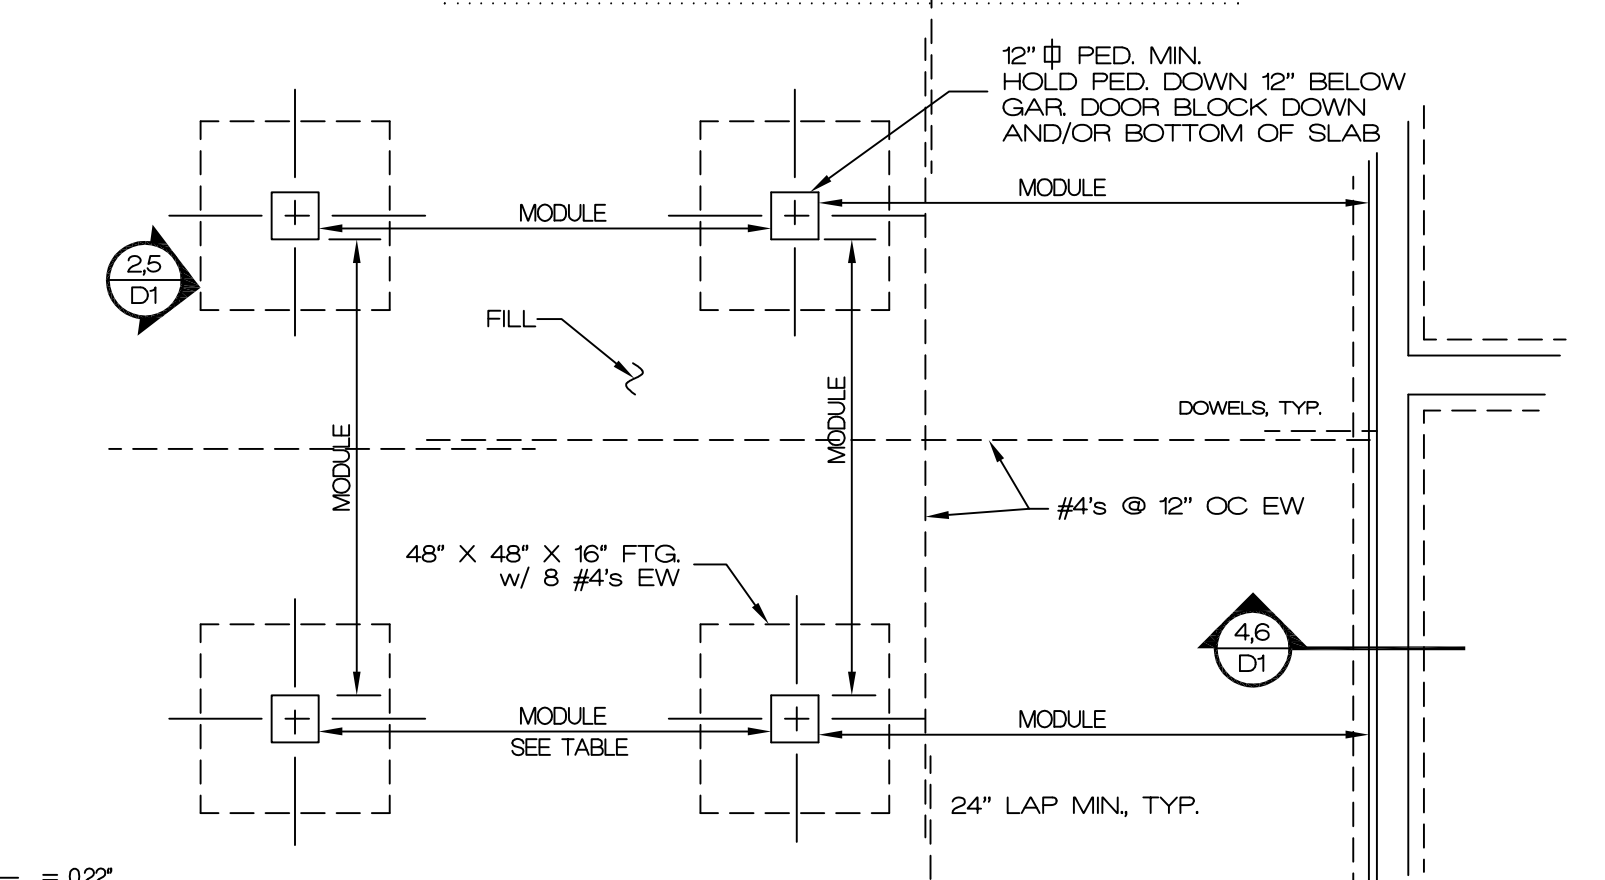 12" PED. MIN.
HOLD PED. DOWN 12" BELOW
GAR. DOOR BLOCK DOWN
AND/OR BOTTOM OF SLAB
MODULE
MODULE
2,5
D1
FILL
MODULE
MODULE
DOWELS, TYP.
#4's @ 12" OC EW
48" X 48" X 16" FTG.
w/ 8 #4's EW
4,6
D1
MODULE
SEE TABLE
MODULE
24" LAP MIN., TYP.
= 0.22"